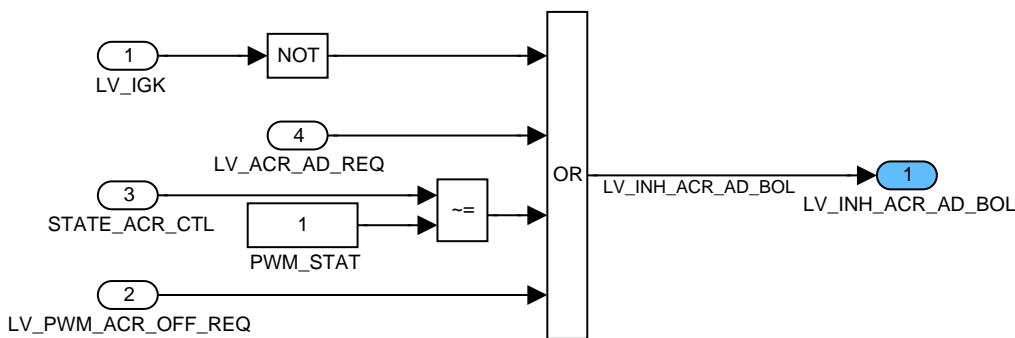 1
NOT
LV_IGK
4
LV_ACR_AD_REQ
OR
LV_INH_ACR_AD_BOL
1
LV_INH_ACR_AD_BOL
3
STATE_ACR_CTL
~=
1
PWM_STAT
2
LV_PWM_ACR_OFF_REQ